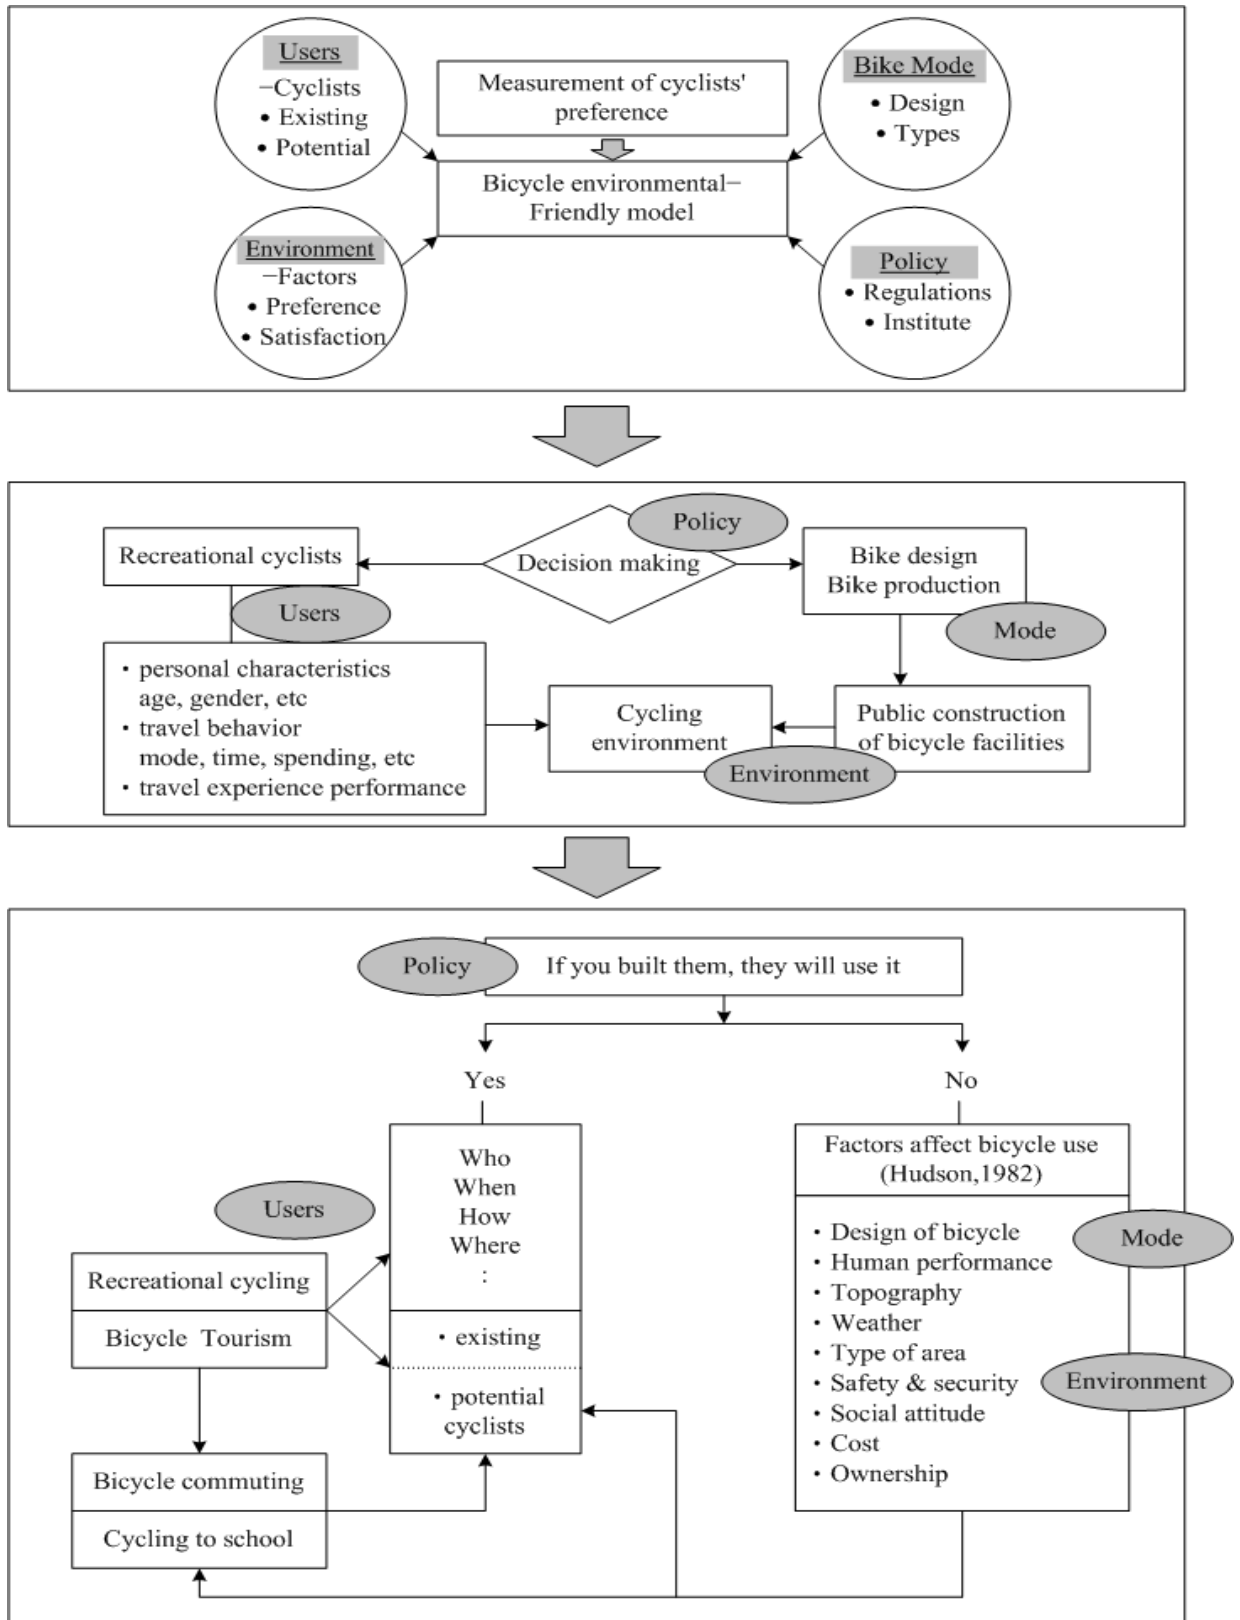 Users
−Cyclists
• Existing
• Potential
Measurement of cyclists'
preference
Bike Mode
• Design
• Types
Bicycle environmental−
Friendly model
Environment
−Factors
• Preference
• Satisfaction
Policy
• Regulations
• Institute
Policy
Decision making
Recreational cyclists
Users
Bike design
Bike production
Mode
• personal characteristics
age, gender, etc
• travel behavior
mode, time, spending, etc
• travel experience performance
Cycling
environment
Public construction
of bicycle facilities
Environment
Policy
If you built them, they will use it
Yes
No
Who
When
How
Where
:
• existing
• potential
cyclists
Users
Recreational cycling
Bicycle Tourism
Bicycle commuting
Cycling to school
Factors affect bicycle use
(Hudson,1982)
• Design of bicycle
• Human performance
• Topography
• Weather
• Type of area
• Safety & security
• Social attitude
• Cost
• Ownership
Mode
Environment